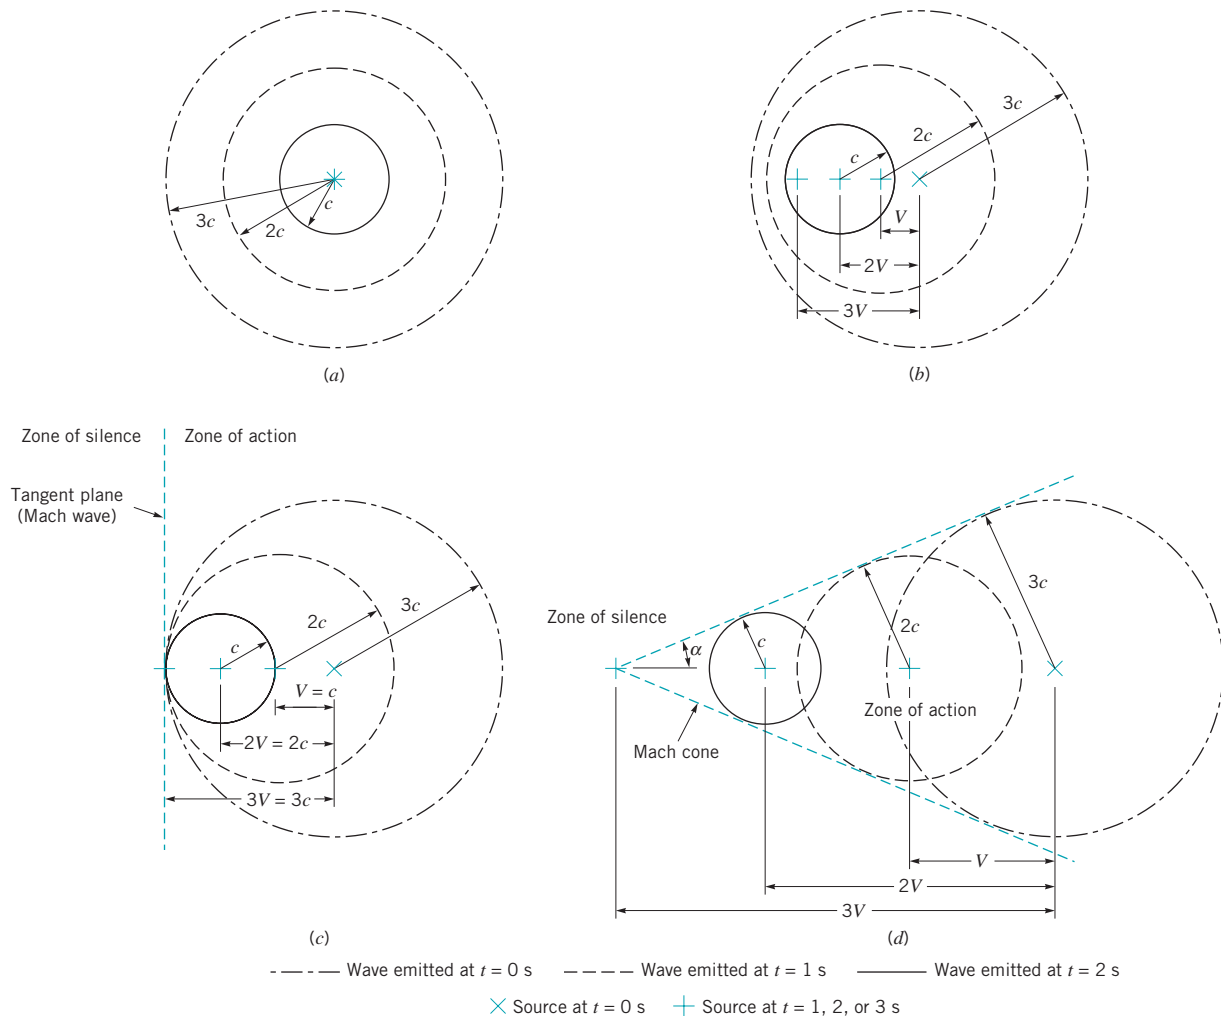 3c
2c
c
(a)
3c
2c
c
V
2V
3V
(b)
Zone of silence
Zone of action
Tangent plane
(Mach wave)
3c
2c
c
V = c
2V = 2c
3V = 3c
(c)
Zone of silence
α
c
2c
3c
Zone of action
Mach cone
V
2V
3V
(d)
Wave emitted at t = 0 s
Wave emitted at t = 1 s
Wave emitted at t = 2 s
Source at t = 0 s
Source at t = 1, 2, or 3 s